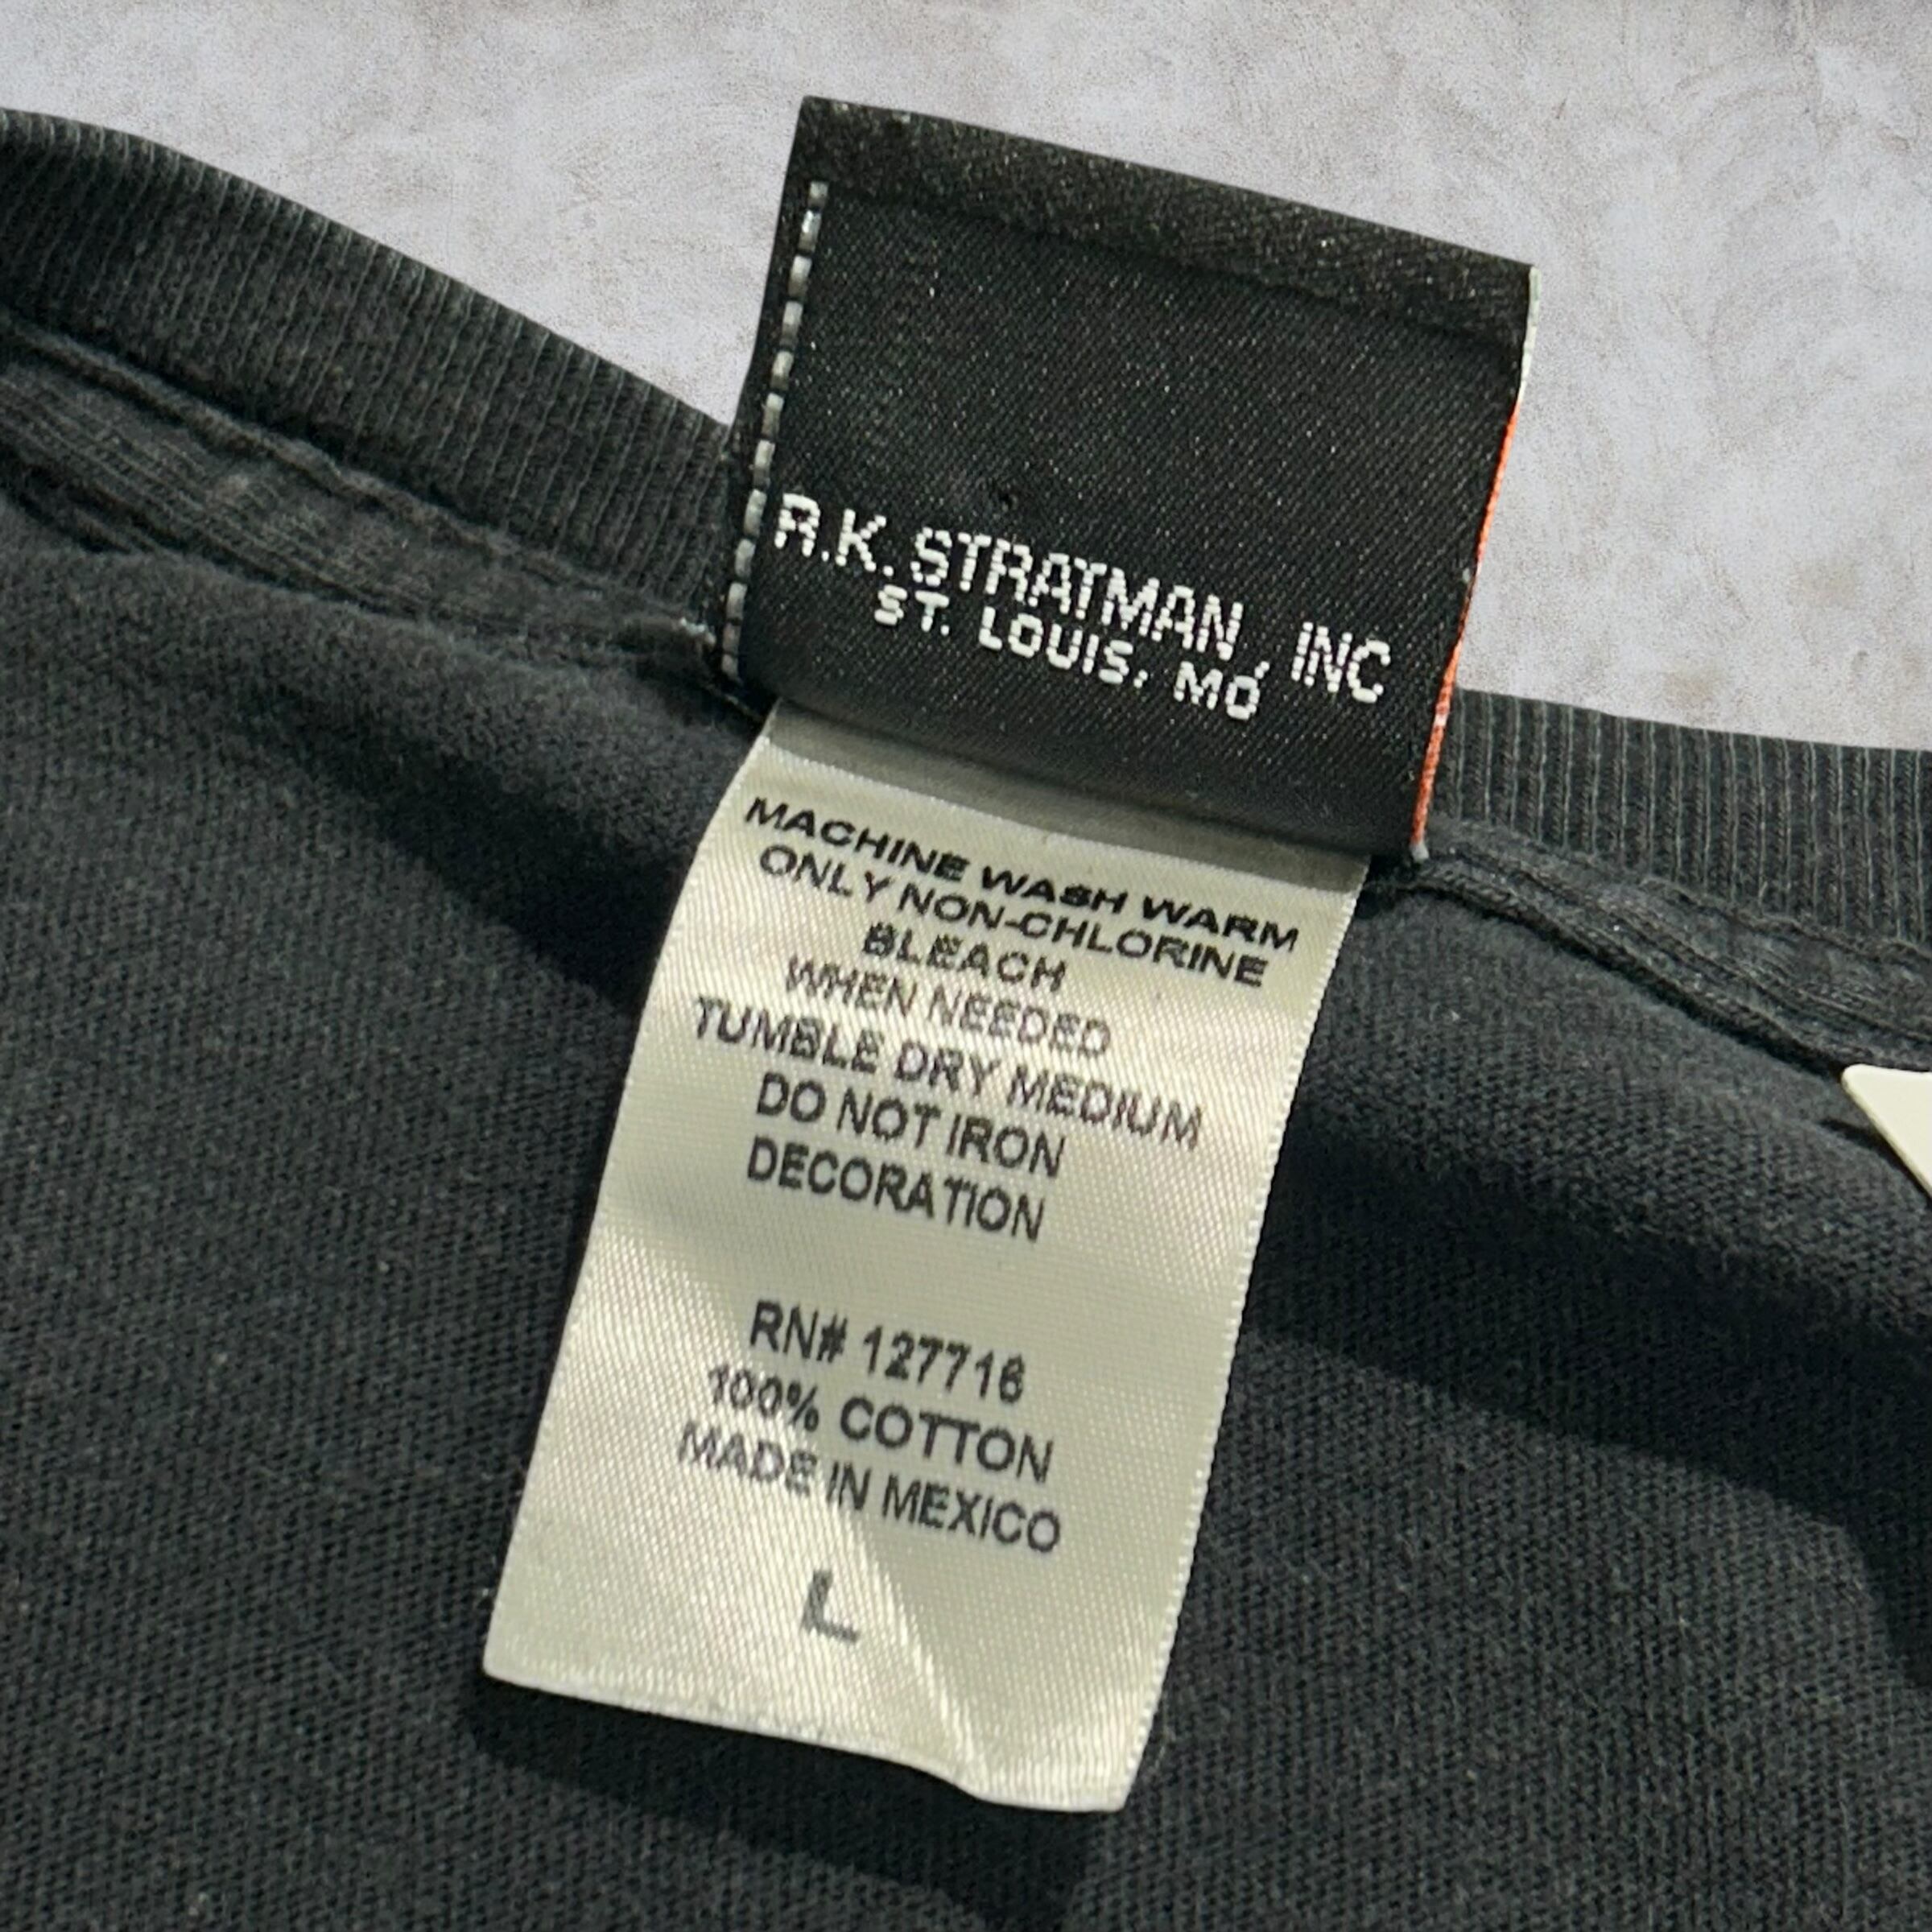 R.K. STRATMAN, INC
ST. LOUIS, MO
MACHINE WASH WARM
ONLY NON-CHLORINE
BLEACH
WHEN NEEDED
TUMBLE DRY MEDIUM
DO NOT IRON
DECORATION
RN# 127716
100% COTTON
MADE IN MEXICO
L